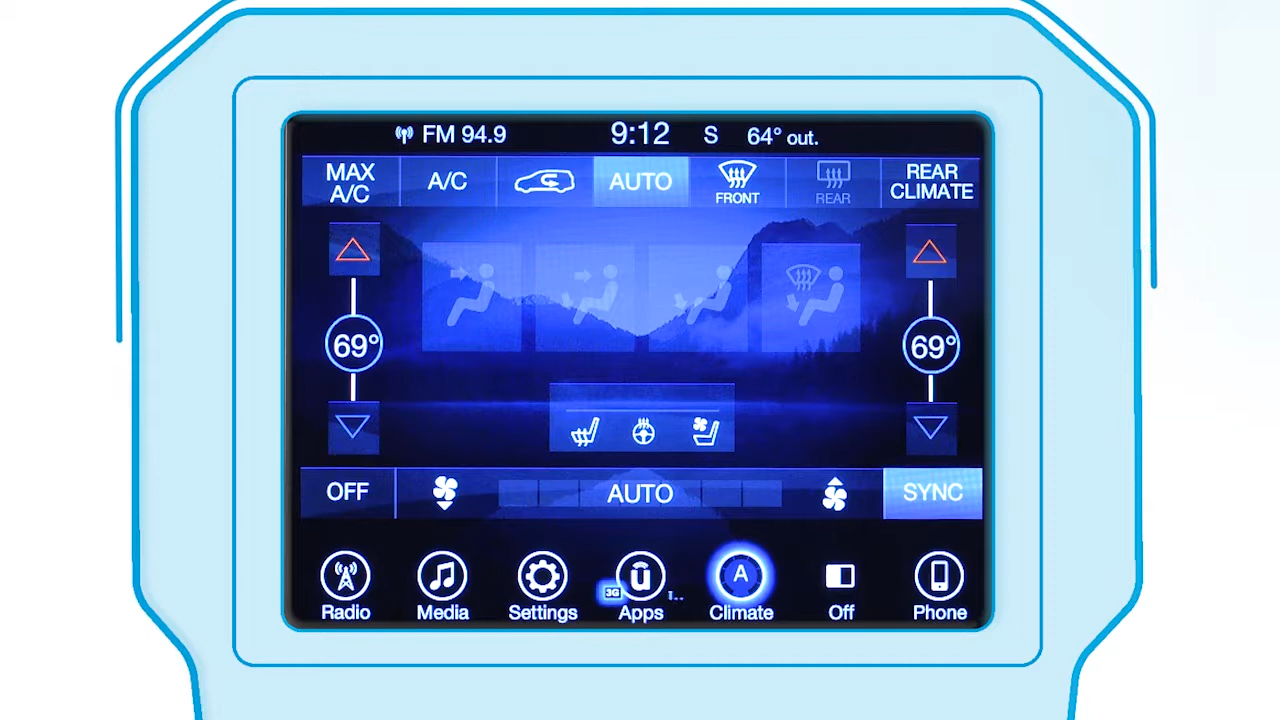 FM 94.9 9:12 S 64° out.
MAX A/C A/C AUTO FRONT REAR REAR CLIMATE
69° 69°
OFF AUTO SYNC
3G 1..
Radio Media Settings Apps A Climate Off Phone